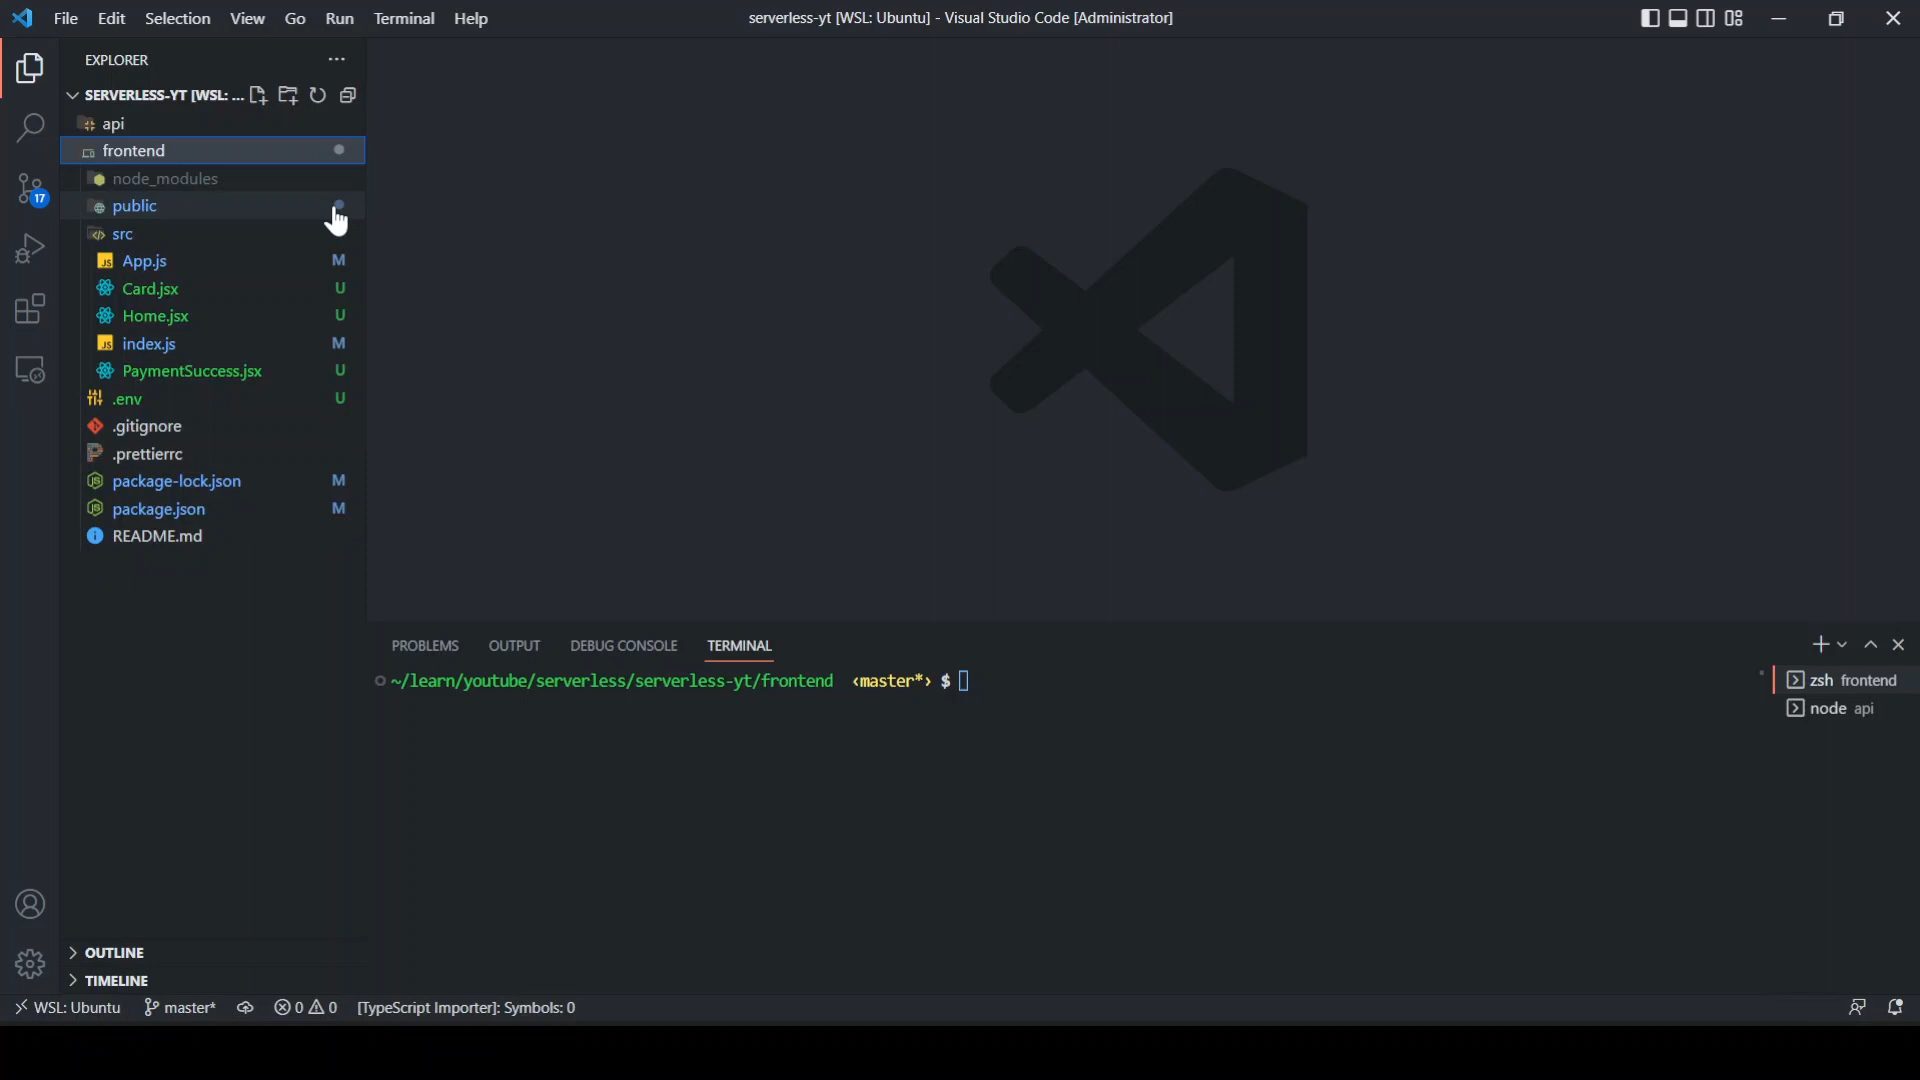 File Edit Selection View Go Run Terminal Help
serverless-yt [WSL: Ubuntu] - Visual Studio Code [Administrator]
EXPLORER
SERVERLESS-YT [WSL: ...
api
frontend
node_modules
public
src
App.js M
Card.jsx U
Home.jsx U
index.js M
PaymentSuccess.jsx U
.env U
.gitignore
.prettierrc
package-lock.json M
package.json M
README.md
17
OUTLINE
TIMELINE
PROBLEMS OUTPUT DEBUG CONSOLE TERMINAL
~/learn/youtube/serverless/serverless-yt/frontend ‹master*› $
zsh frontend
node api
WSL: Ubuntu master* 0 0 [TypeScript Importer]: Symbols: 0